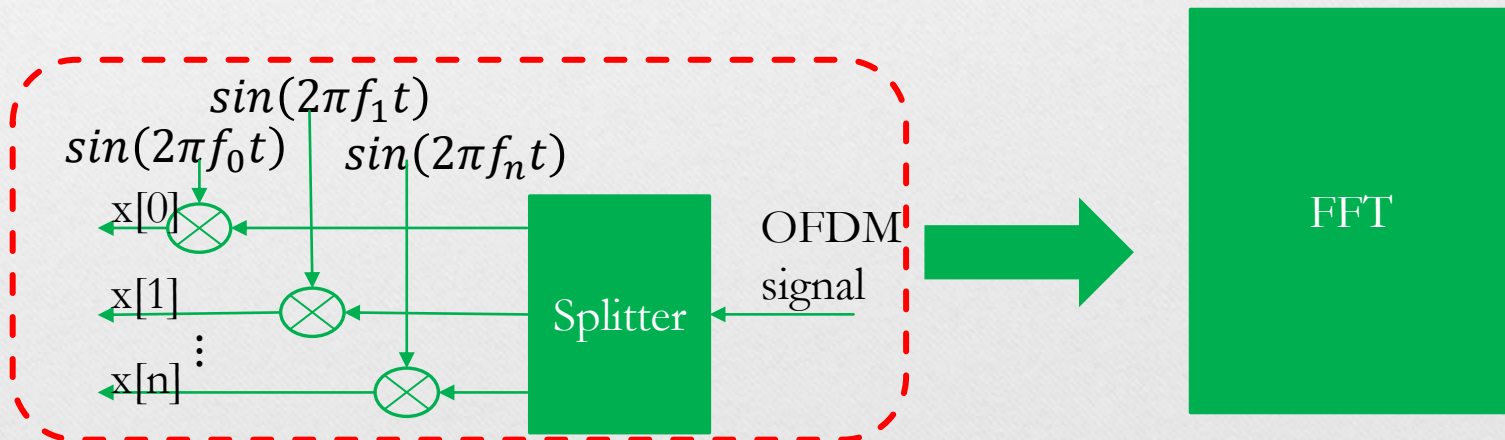 sin(2πf₁t)
sin(2πf₀t) sin(2πfₙt)
x[0]
x[1]
⋮
x[n]
Splitter
OFDM
signal
FFT